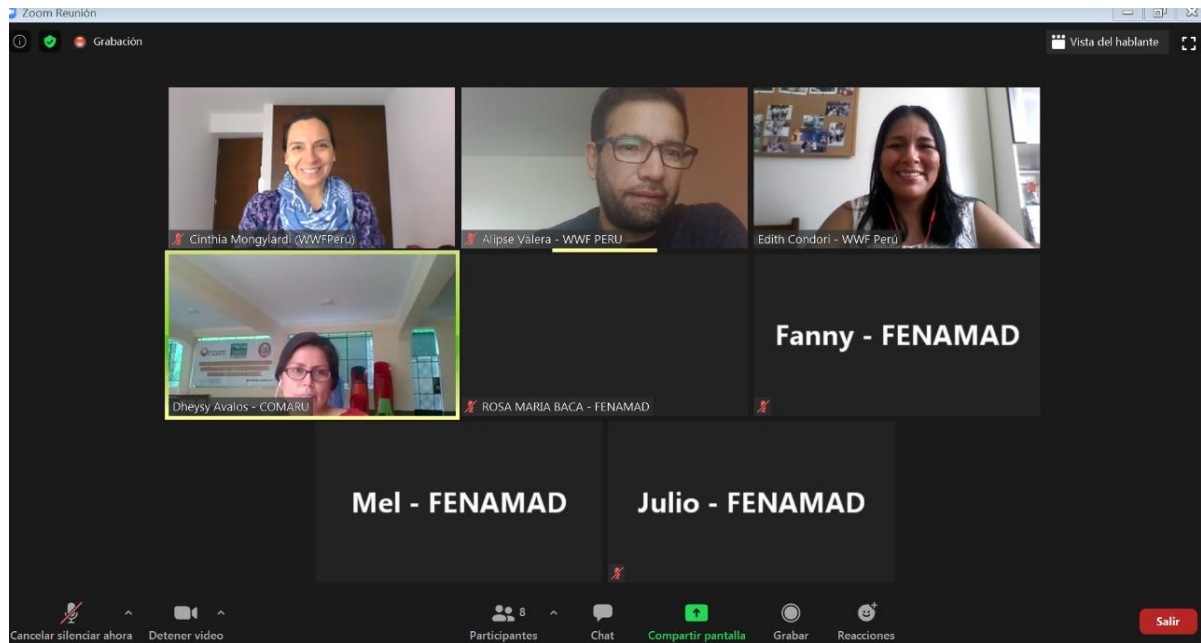 Zoom Reunión
Grabación
Vista del hablante
Cinthia Mongylardi (WWFPerú)
Alipse Valera - WWF PERU
Edith Condori - WWF Perú
Dheysy Avalos - COMARU
ROSA MARIA BACA - FENAMAD
Fanny - FENAMAD
Mel - FENAMAD
Julio - FENAMAD
Cancelar silenciar ahora
Detener video
8
Participantes
Chat
Compartir pantalla
Grabar
Reacciones
Salir